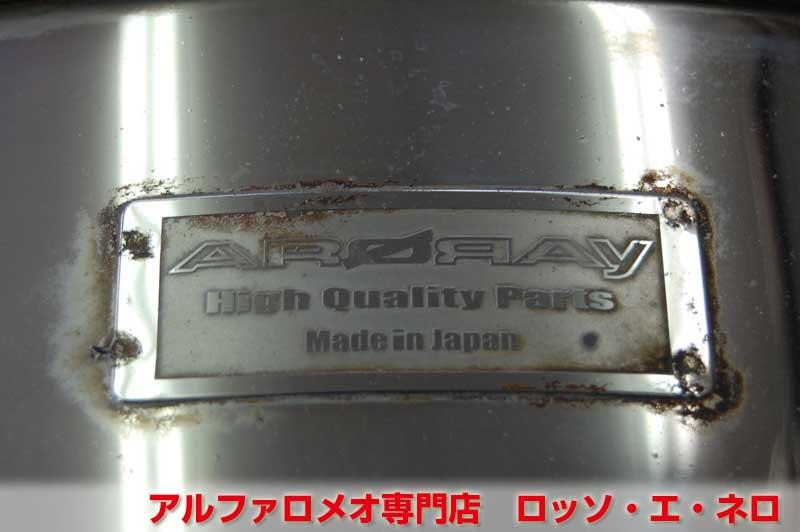 ARØЯAy
High Quality Parts
Made in Japan
アルファロメオ専門店　ロッソ・エ・ネロ